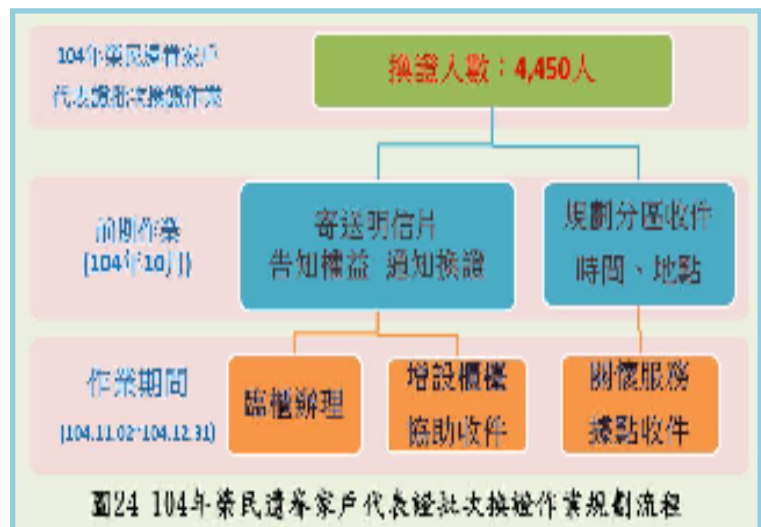 104年榮民遺眷家戶
代表證批次換證作業
換證人數：4,450人
前期作業
(104年10月)
寄送明信片
告知權益 通知換證
規劃分區收件
時間、地點
作業期間
(104.11.02~104.12.31)
臨櫃辦理
增設櫃檯
協助收件
關懷服務
據點收件
圖24 104年榮民遺眷家戶代表證批次換證作業規劃流程